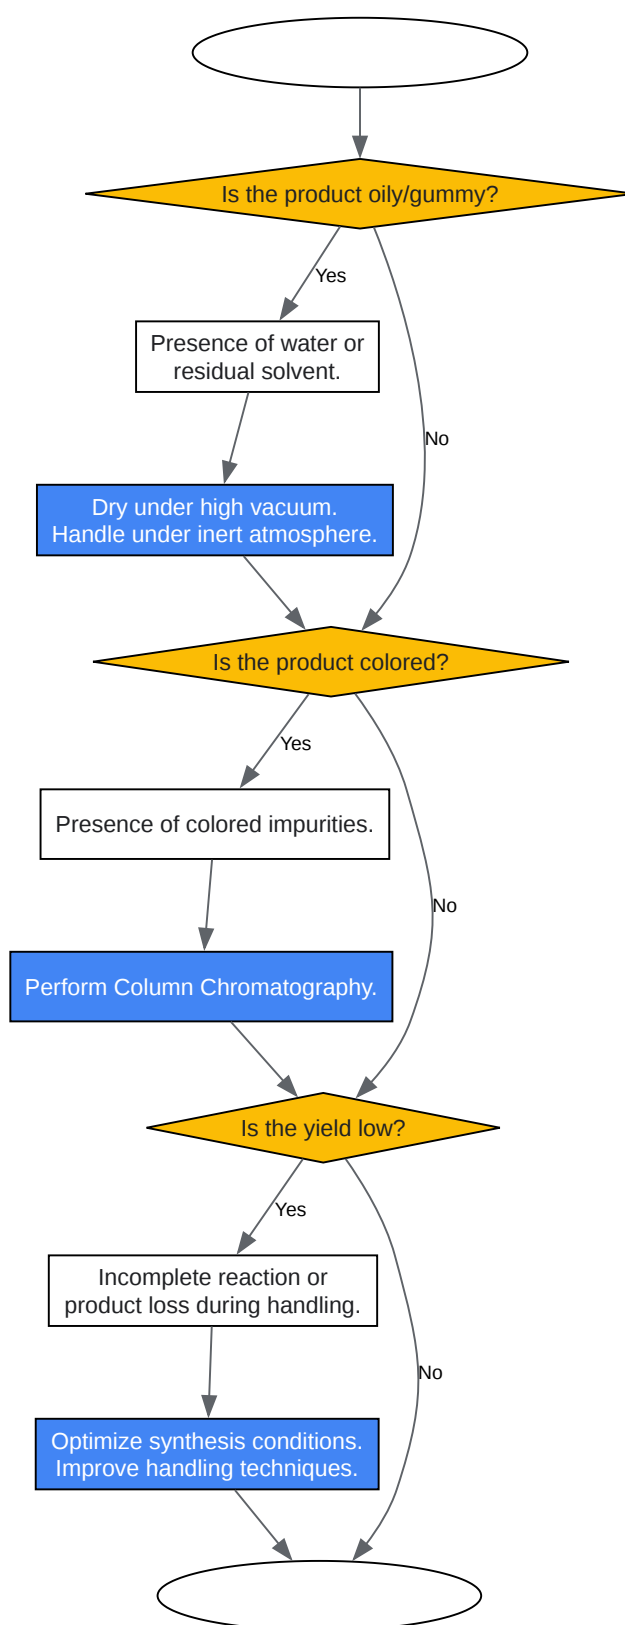 Is the product oily/gummy?
Yes
Presence of water or
residual solvent.
No
Dry under high vacuum.
Handle under inert atmosphere.
Is the product colored?
Yes
Presence of colored impurities.
No
Perform Column Chromatography.
Is the yield low?
Yes
Incomplete reaction or
product loss during handling.
No
Optimize synthesis conditions.
Improve handling techniques.